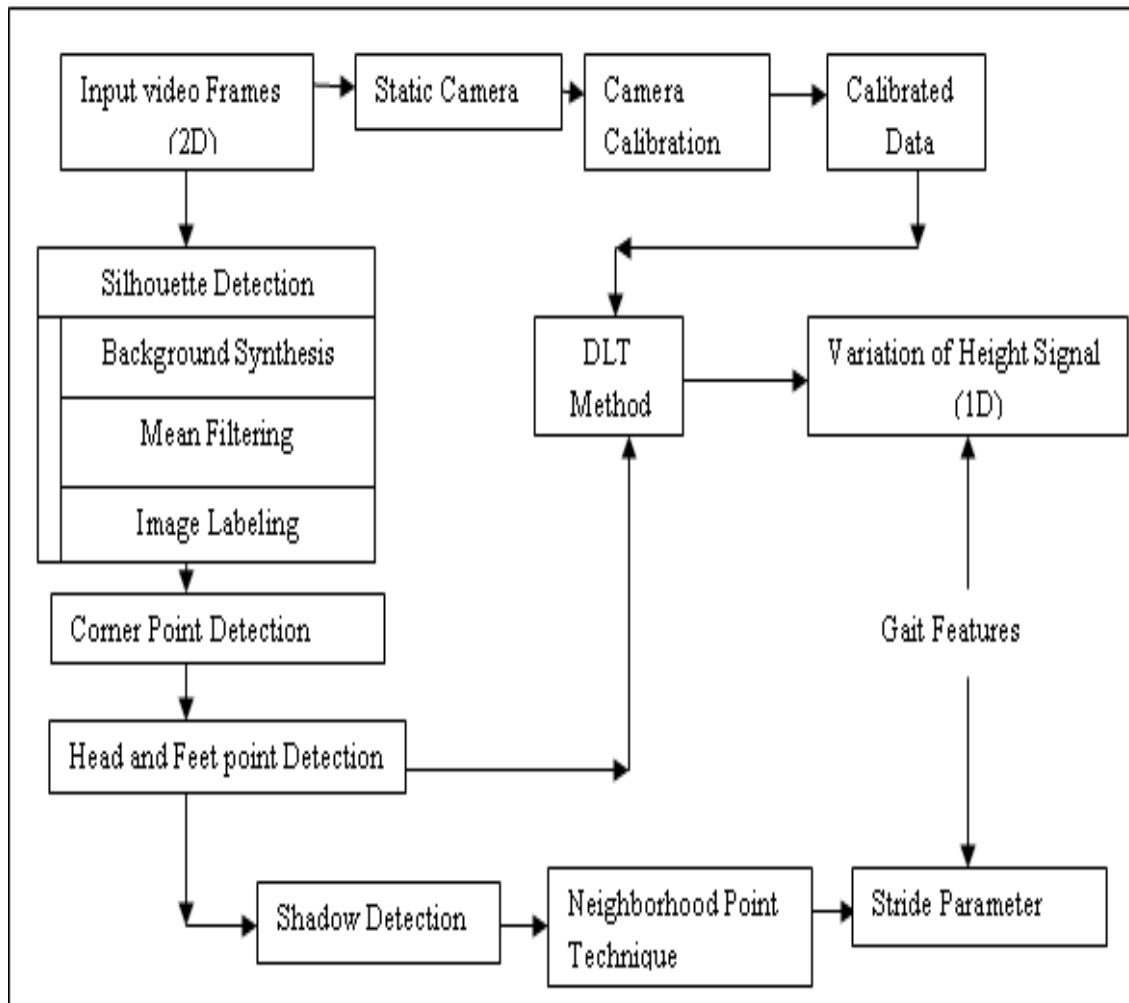 Input video Frames
(2D)
Static Camera
Camera
Calibration
Calibrated
Data
Silhouette Detection
Background Synthesis
Mean Filtering
Image Labeling
DLT
Method
Variation of Height Signal
(1D)
Corner Point Detection
Gait Features
Head and Feet point Detection
Shadow Detection
Neighborhood Point
Technique
Stride Parameter